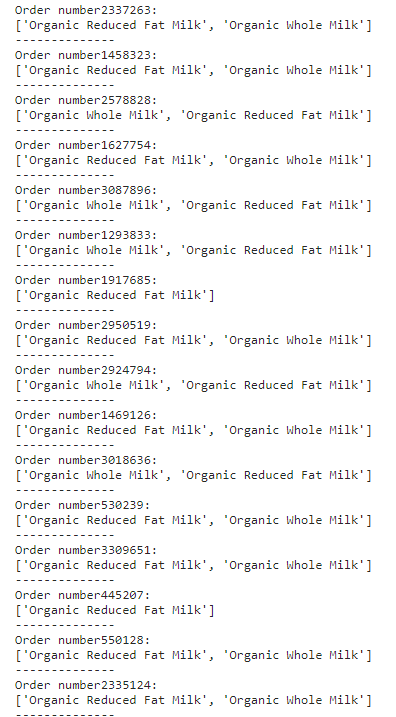 Order number2337263:
['Organic Reduced Fat Milk', 'Organic Whole Milk']
--------------
Order number1458323:
['Organic Reduced Fat Milk', 'Organic Whole Milk']
--------------
Order number2578828:
['Organic Whole Milk', 'Organic Reduced Fat Milk']
--------------
Order number1627754:
['Organic Reduced Fat Milk', 'Organic Whole Milk']
--------------
Order number3087896:
['Organic Whole Milk', 'Organic Reduced Fat Milk']
--------------
Order number1293833:
['Organic Whole Milk', 'Organic Reduced Fat Milk']
--------------
Order number1917685:
['Organic Reduced Fat Milk']
--------------
Order number2950519:
['Organic Reduced Fat Milk', 'Organic Whole Milk']
--------------
Order number2924794:
['Organic Whole Milk', 'Organic Reduced Fat Milk']
--------------
Order number1469126:
['Organic Reduced Fat Milk', 'Organic Whole Milk']
--------------
Order number3018636:
['Organic Whole Milk', 'Organic Reduced Fat Milk']
--------------
Order number530239:
['Organic Reduced Fat Milk', 'Organic Whole Milk']
--------------
Order number3309651:
['Organic Reduced Fat Milk', 'Organic Whole Milk']
--------------
Order number445207:
['Organic Reduced Fat Milk']
--------------
Order number550128:
['Organic Reduced Fat Milk', 'Organic Whole Milk']
--------------
Order number2335124:
['Organic Reduced Fat Milk', 'Organic Whole Milk']
--------------